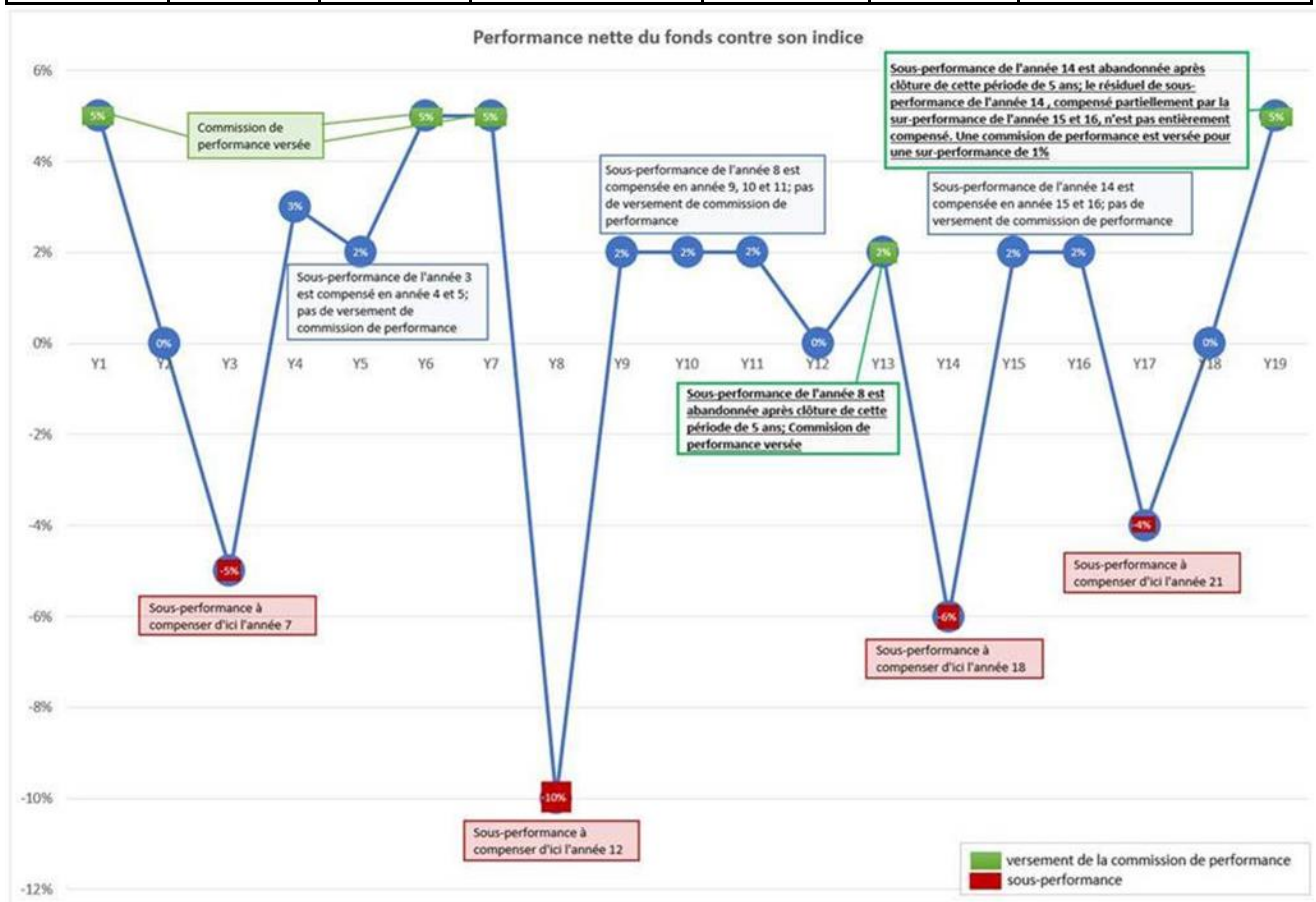 Performance nette du fonds contre son indice
6%
4%
2%
0%
-2%
-4%
-6%
-8%
-10%
-12%
Y1
Y2
Y3
Y4
Y5
Y6
Y7
Y8
Y9
Y10
Y11
Y12
Y13
Y14
Y15
Y16
Y17
Y18
Y19
5%
0%
-5%
3%
2%
5%
5%
-10%
2%
2%
2%
0%
2%
-6%
2%
2%
-4%
0%
5%
Commission de
performance versée
Sous-performance de l'année 3
est compensé en année 4 et 5;
pas de versement de
commission de performance
Sous-performance à
compenser d'ici l'année 7
Sous-performance à
compenser d'ici l'année 12
Sous-performance de l'année 8 est
compensée en année 9, 10 et 11; pas
de versement de commission de
performance
Sous-performance de l'année 8 est
abandonnée après clôture de cette
période de 5 ans; Commision de
performance versée
Sous-performance de l'année 14 est abandonnée après
clôture de cette période de 5 ans; le résiduel de sous-
performance de l'année 14 , compensé partiellement par la
sur-performance de l'année 15 et 16, n'est pas entièrement
compensé. Une commision de performance est versée pour
une sur-performance de 1%
Sous-performance de l'année 14 est
compensée en année 15 et 16; pas de
versement de commission de performance
Sous-performance à
compenser d'ici l'année 18
Sous-performance à
compenser d'ici l'année 21
versement de la commission de performance
sous-performance